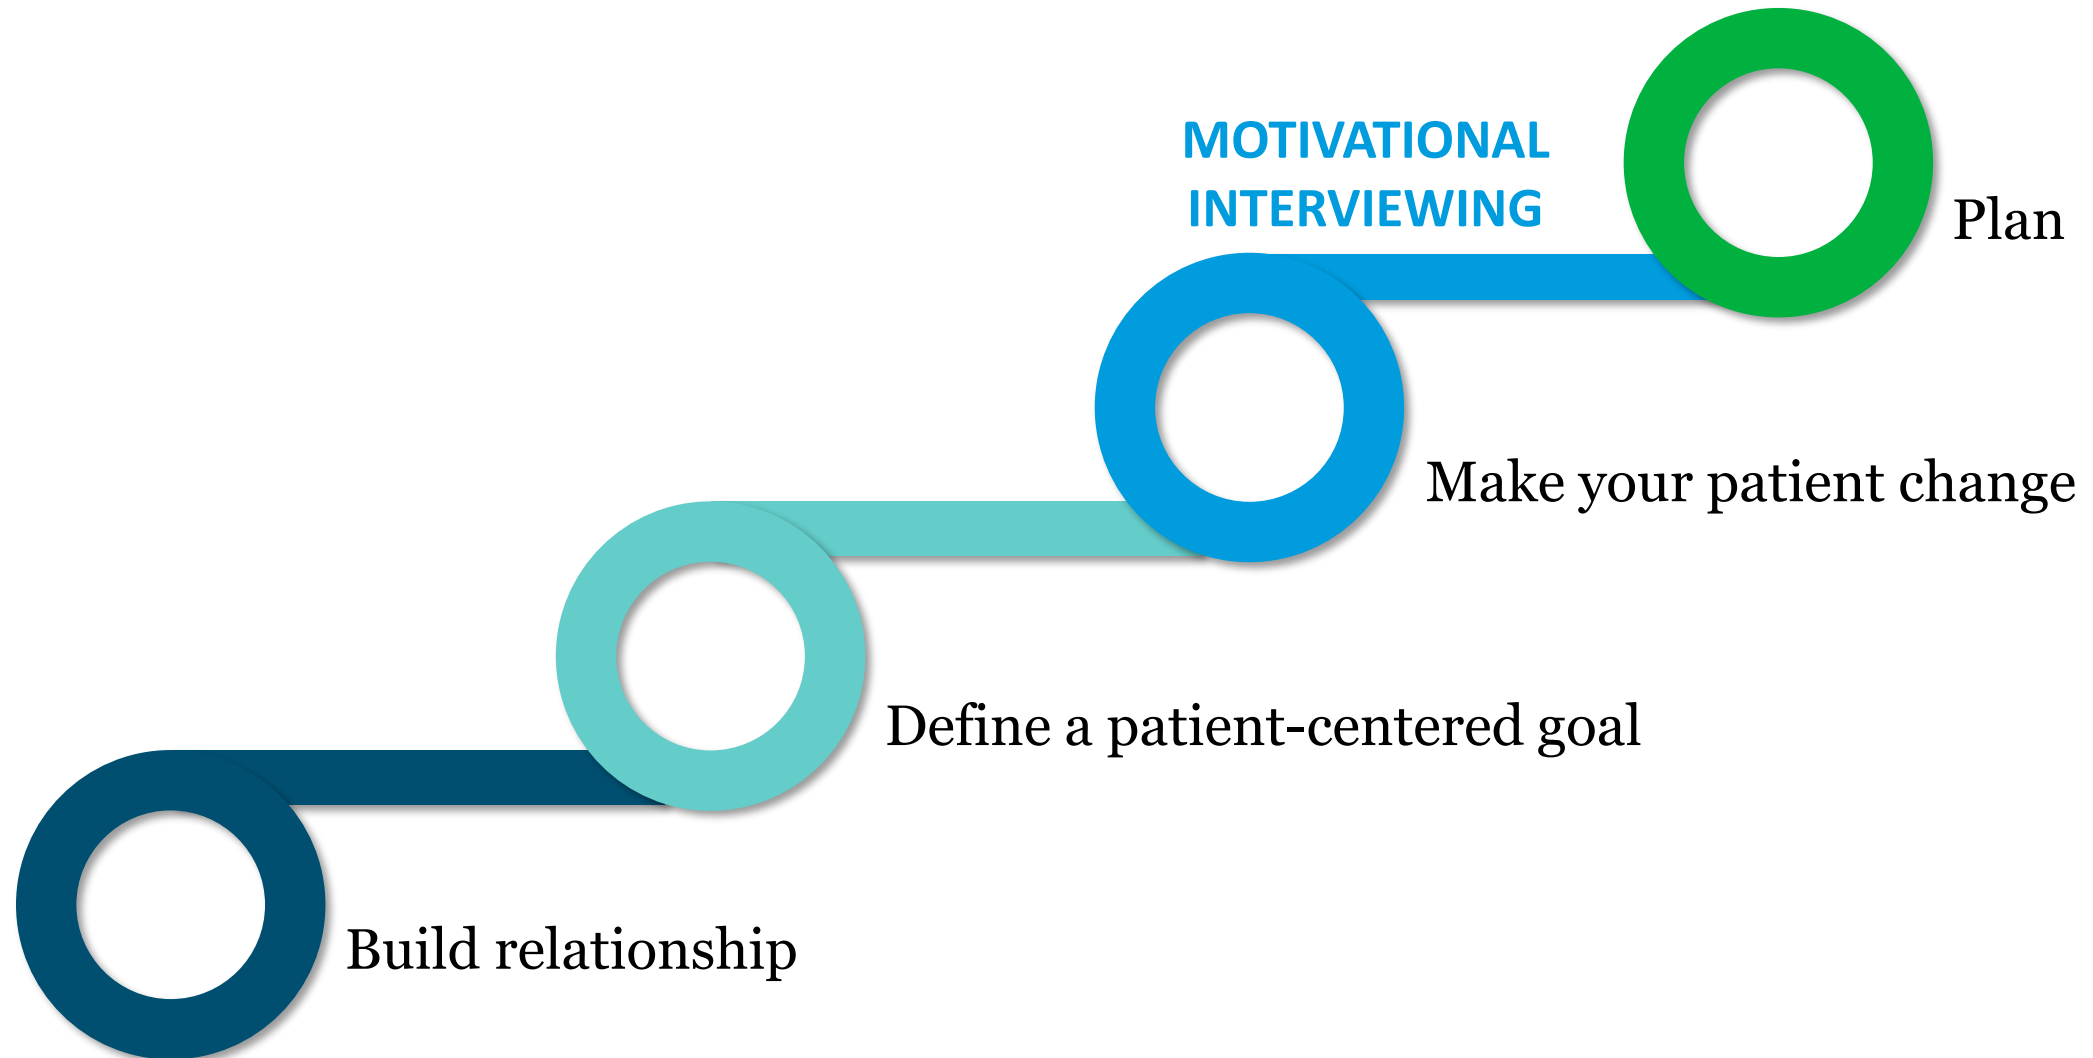 MOTIVATIONAL
INTERVIEWING
Plan
Make your patient change
Define a patient-centered goal
Build relationship